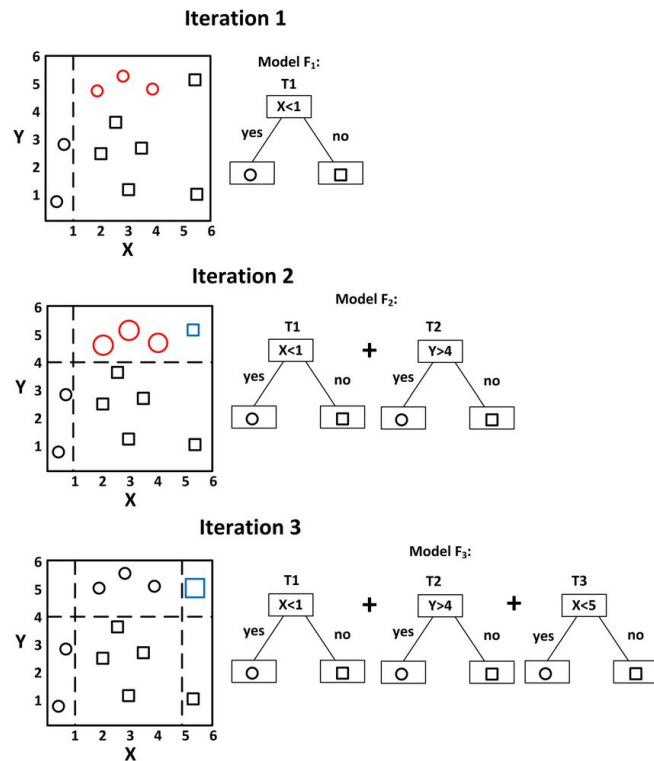 Iteration 1
6
5
4
3
2
1
Y
1 2 3 4 5 6
X
Model F₁:
T1
X<1
yes no
Iteration 2
6
5
4
3
2
1
Y
1 2 3 4 5 6
X
Model F₂:
T1 T2
X<1 + Y>4
yes no yes no
Iteration 3
6
5
4
3
2
1
Y
1 2 3 4 5 6
X
Model F₃:
T1 T2 T3
X<1 + Y>4 + X<5
yes no yes no yes no